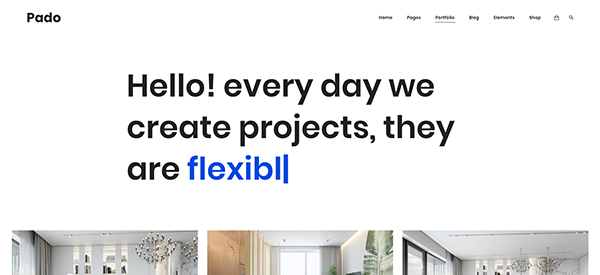 Pado
Home Pages Portfolio Blog Elements Shop
Hello! every day we
create projects, they
are flexibl